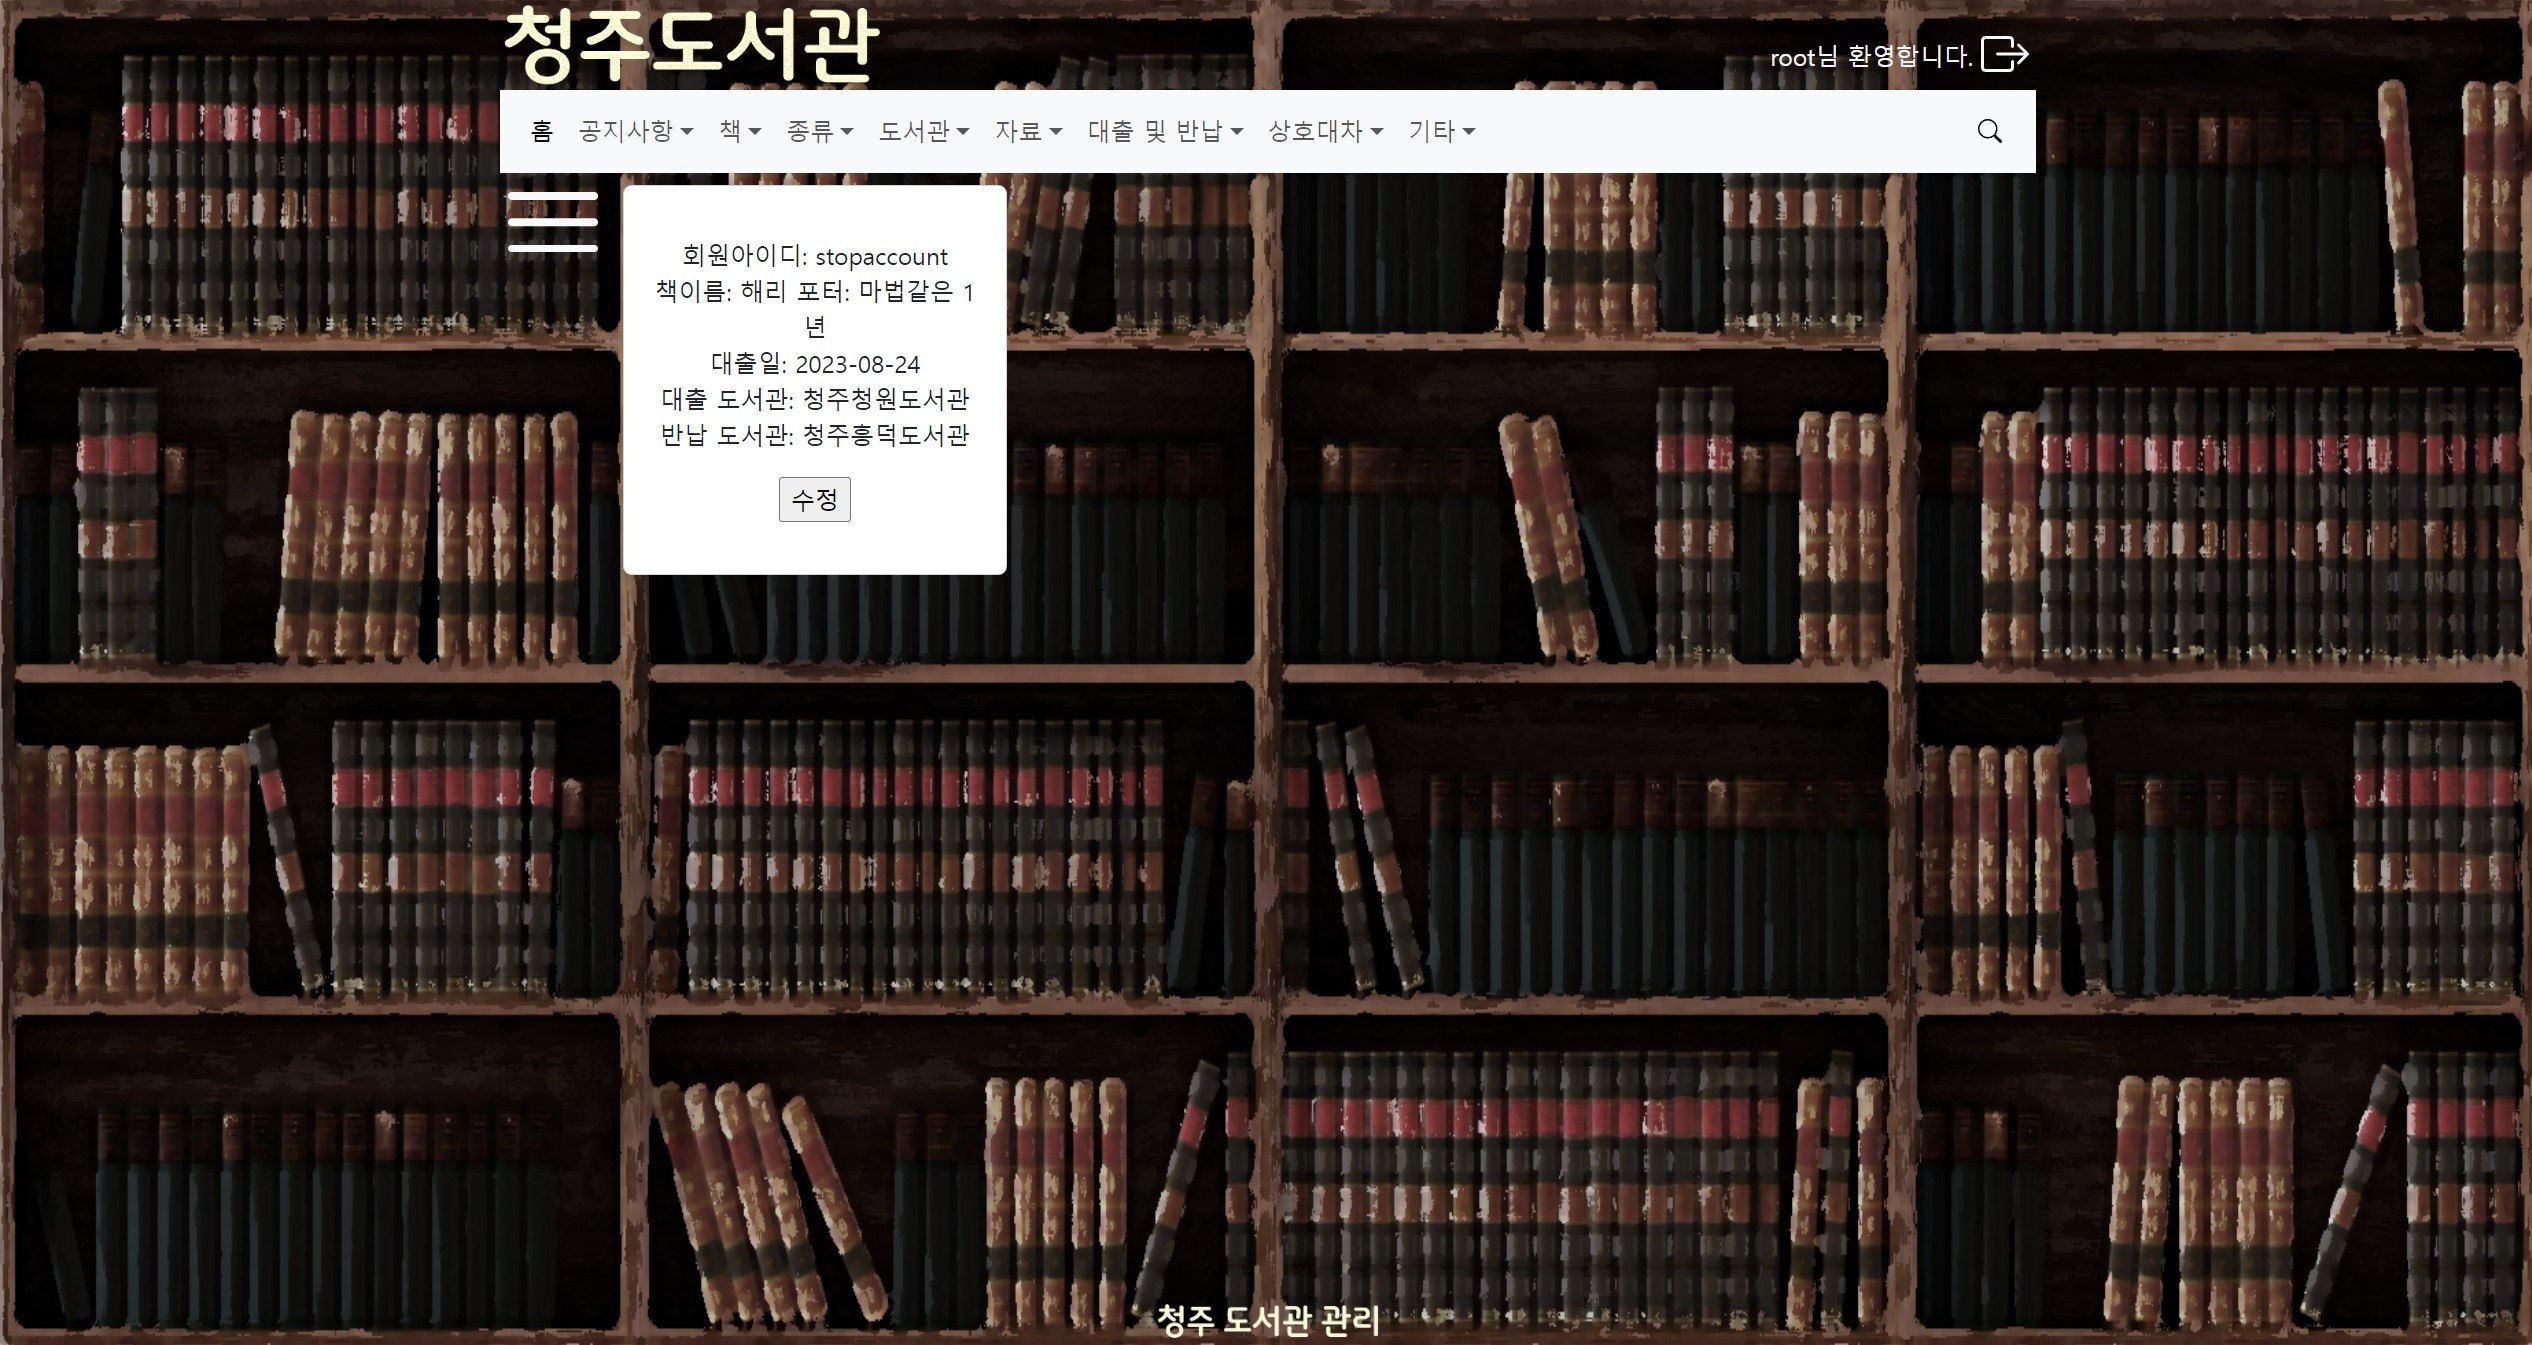 청주도서관
root님 환영합니다.
홈 공지사항 책 종류 도서관 자료 대출 및 반납 상호대차 기타
회원아이디: stopaccount
책이름: 해리 포터: 마법같은 1
년
대출일: 2023-08-24
대출 도서관: 청주청원도서관
반납 도서관: 청주흥덕도서관
수정
청주 도서관 관리